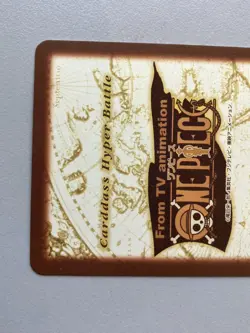 Carddass Hyper Battle
From TV animation
ワンピース
ONE PIECE